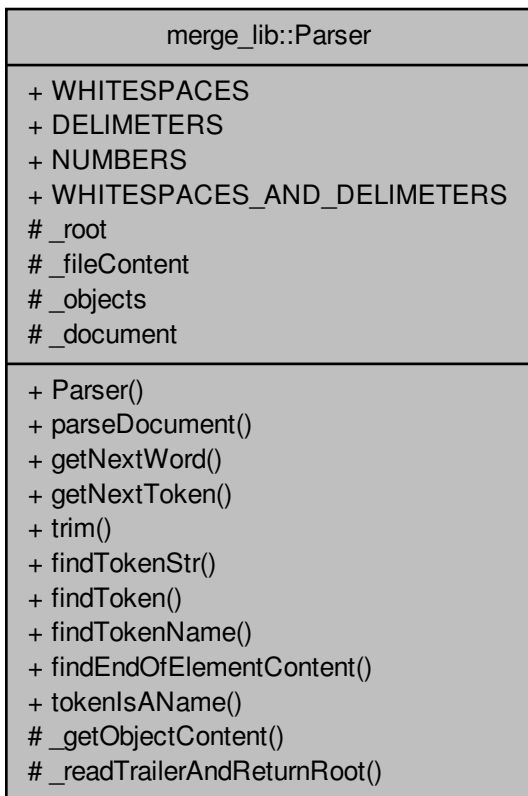 merge_lib::Parser
+ WHITESPACES
+ DELIMETERS
+ NUMBERS
+ WHITESPACES_AND_DELIMETERS
# _root
# _fileContent
# _objects
# _document
+ Parser()
+ parseDocument()
+ getNextWord()
+ getNextToken()
+ trim()
+ findTokenStr()
+ findToken()
+ findTokenName()
+ findEndOfElementContent()
+ tokenIsAName()
# _getObjectContent()
# _readTrailerAndReturnRoot()